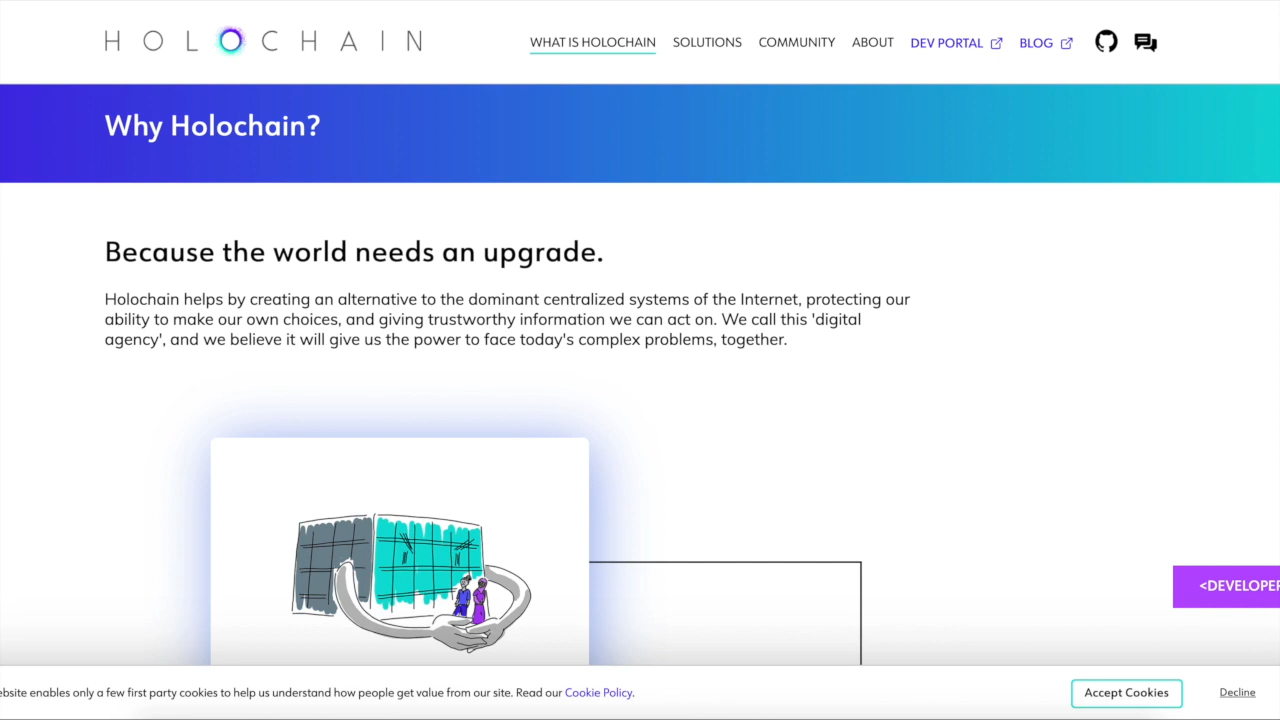 HOLOCHAIN
WHAT IS HOLOCHAIN SOLUTIONS COMMUNITY ABOUT DEV PORTAL BLOG
Why Holochain?
Because the world needs an upgrade.
Holochain helps by creating an alternative to the dominant centralized systems of the Internet, protecting our
ability to make our own choices, and giving trustworthy information we can act on. We call this 'digital
agency', and we believe it will give us the power to face today's complex problems, together.
<DEVELOPER
ebsite enables only a few first party cookies to help us understand how people get value from our site. Read our Cookie Policy.
Accept Cookies
Decline